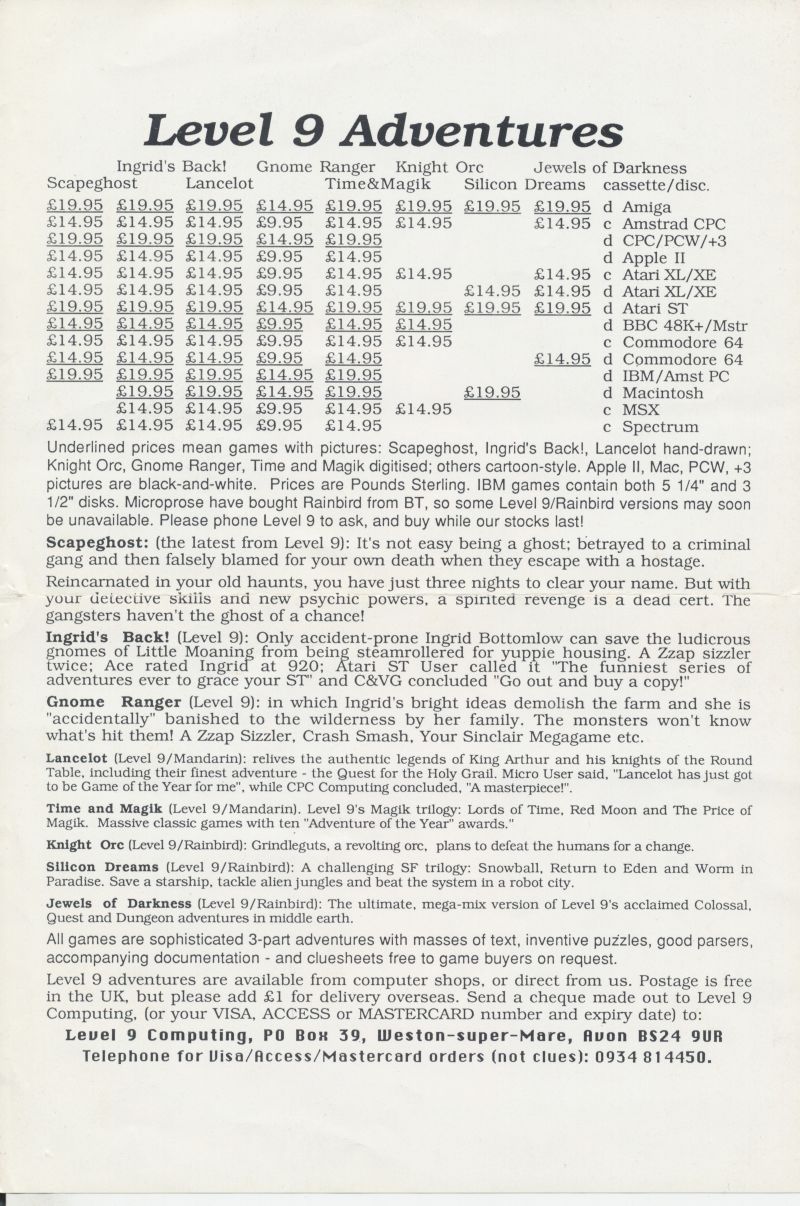 Level 9 Adventures
Ingrid's Back! Gnome Ranger Knight Orc Jewels of Darkness
Scapeghost Lancelot Time&Magik Silicon Dreams cassette/disc.
£19.95 £19.95 £19.95 £14.95 £19.95 £19.95 £19.95 £19.95 d Amiga
£14.95 £14.95 £14.95 £9.95 £14.95 £14.95 £14.95 c Amstrad CPC
£19.95 £19.95 £19.95 £14.95 £19.95 d CPC/PCW/+3
£14.95 £14.95 £14.95 £9.95 £14.95 d Apple II
£14.95 £14.95 £14.95 £9.95 £14.95 £14.95 £14.95 c Atari XL/XE
£14.95 £14.95 £14.95 £9.95 £14.95 £14.95 £14.95 d Atari XL/XE
£19.95 £19.95 £19.95 £14.95 £19.95 £19.95 £19.95 £19.95 d Atari ST
£14.95 £14.95 £14.95 £9.95 £14.95 £14.95 d BBC 48K+/Mstr
£14.95 £14.95 £14.95 £9.95 £14.95 £14.95 c Commodore 64
£14.95 £14.95 £14.95 £9.95 £14.95 £14.95 d Commodore 64
£19.95 £19.95 £19.95 £14.95 £19.95 d IBM/Amst PC
£19.95 £19.95 £14.95 £19.95 £19.95 d Macintosh
£14.95 £14.95 £9.95 £14.95 £14.95 c MSX
£14.95 £14.95 £14.95 £9.95 £14.95 c Spectrum
Underlined prices mean games with pictures: Scapeghost, Ingrid's Back!, Lancelot hand-drawn;
Knight Orc, Gnome Ranger, Time and Magik digitised; others cartoon-style. Apple II, Mac, PCW, +3
pictures are black-and-white. Prices are Pounds Sterling. IBM games contain both 5 1/4" and 3
1/2" disks. Microprose have bought Rainbird from BT, so some Level 9/Rainbird versions may soon
be unavailable. Please phone Level 9 to ask, and buy while our stocks last!
Scapeghost: (the latest from Level 9): It's not easy being a ghost; betrayed to a criminal
gang and then falsely blamed for your own death when they escape with a hostage.
Reincarnated in your old haunts, you have just three nights to clear your name. But with
your detective skills and new psychic powers, a spirited revenge is a dead cert. The
gangsters haven't the ghost of a chance!
Ingrid's Back! (Level 9): Only accident-prone Ingrid Bottomlow can save the ludicrous
gnomes of Little Moaning from being steamrollered for yuppie housing. A Zzap sizzler
twice; Ace rated Ingrid at 920; Atari ST User called it "The funniest series of
adventures ever to grace your ST" and C&VG concluded "Go out and buy a copy!"
Gnome Ranger (Level 9): in which Ingrid's bright ideas demolish the farm and she is
"accidentally" banished to the wilderness by her family. The monsters won't know
what's hit them! A Zzap Sizzler, Crash Smash, Your Sinclair Megagame etc.
Lancelot (Level 9/Mandarin): relives the authentic legends of King Arthur and his knights of the Round
Table, including their finest adventure - the Quest for the Holy Grail. Micro User said, "Lancelot has just got
to be Game of the Year for me", while CPC Computing concluded, "A masterpiece!".
Time and Magik (Level 9/Mandarin). Level 9's Magik trilogy: Lords of Time, Red Moon and The Price of
Magik. Massive classic games with ten "Adventure of the Year" awards."
Knight Orc (Level 9/Rainbird): Grindleguts, a revolting orc, plans to defeat the humans for a change.
Silicon Dreams (Level 9/Rainbird): A challenging SF trilogy: Snowball, Return to Eden and Worm in
Paradise. Save a starship, tackle alien jungles and beat the system in a robot city.
Jewels of Darkness (Level 9/Rainbird): The ultimate, mega-mix version of Level 9's acclaimed Colossal,
Quest and Dungeon adventures in middle earth.
All games are sophisticated 3-part adventures with masses of text, inventive puzzles, good parsers,
accompanying documentation - and cluesheets free to game buyers on request.
Level 9 adventures are available from computer shops, or direct from us. Postage is free
in the UK, but please add £1 for delivery overseas. Send a cheque made out to Level 9
Computing, (or your VISA, ACCESS or MASTERCARD number and expiry date) to:
Level 9 Computing, PO Box 39, Weston-super-Mare, Avon BS24 9UR
Telephone for Visa/Access/Mastercard orders (not clues): 0934 814450.